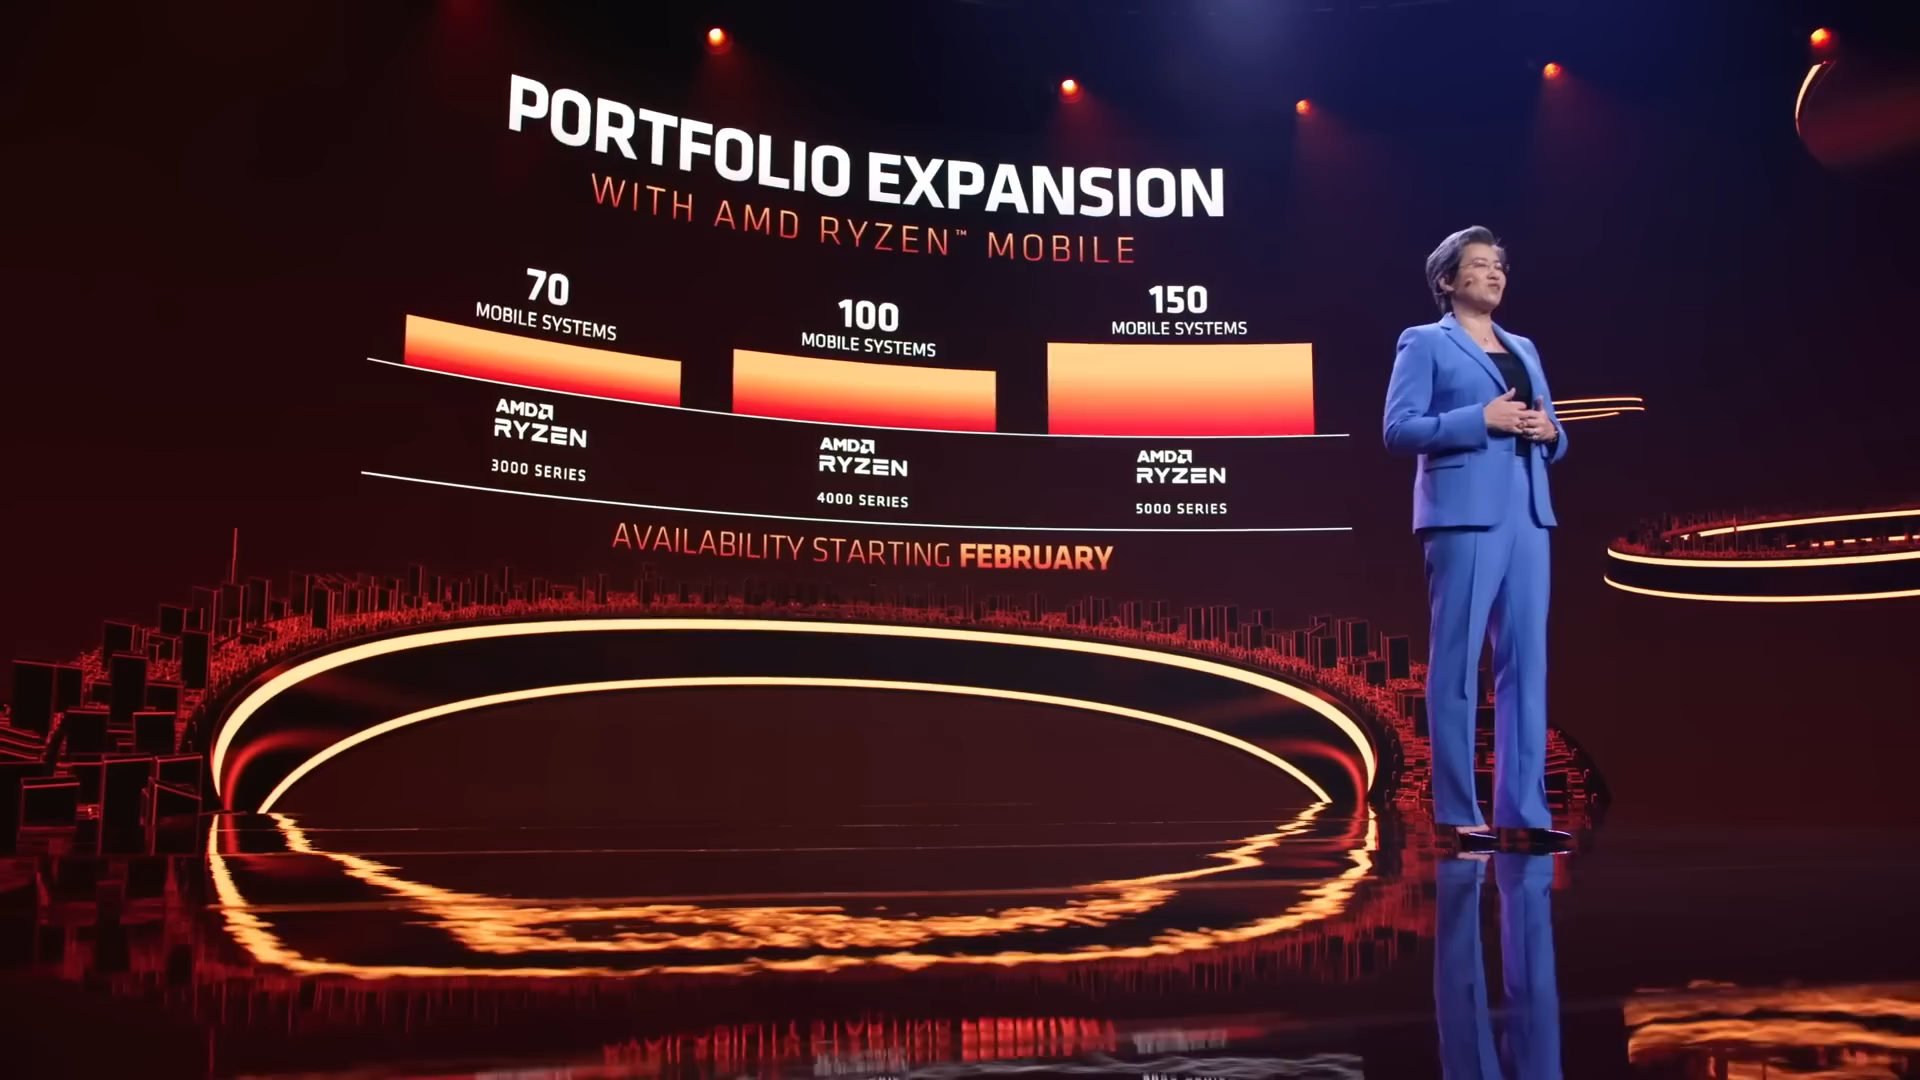 PORTFOLIO EXPANSION
WITH AMD RYZEN™ MOBILE
70
MOBILE SYSTEMS
100
MOBILE SYSTEMS
150
MOBILE SYSTEMS
AMD
RYZEN
3000 SERIES
AMD
RYZEN
4000 SERIES
AMD
RYZEN
5000 SERIES
AVAILABILITY STARTING FEBRUARY